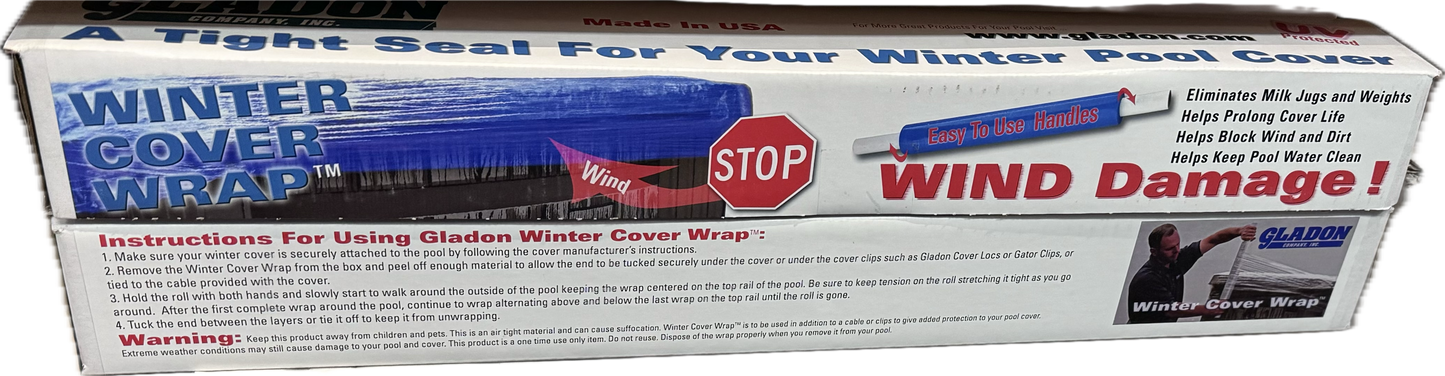 GLADON
COMPANY, INC.
Made In USA
For More Great Products For Your Pool Visit
www.gladon.com
UV
Protected
A Tight Seal For Your Winter Pool Cover
WINTER
COVER
WRAP™
Wind
STOP
Easy To Use Handles
Eliminates Milk Jugs and Weights
Helps Prolong Cover Life
Helps Block Wind and Dirt
Helps Keep Pool Water Clean
WIND Damage!
Instructions For Using Gladon Winter Cover Wrap™:
1. Make sure your winter cover is securely attached to the pool by following the cover manufacturer's instructions.
2. Remove the Winter Cover Wrap from the box and peel off enough material to allow the end to be tucked securely under the cover or under the cover clips such as Gladon Cover Locs or Gator Clips, or
tied to the cable provided with the cover.
3. Hold the roll with both hands and slowly start to walk around the outside of the pool keeping the wrap centered on the top rail of the pool. Be sure to keep tension on the roll stretching it tight as you go
around. After the first complete wrap around the pool, continue to wrap alternating above and below the last wrap on the top rail until the roll is gone.
4. Tuck the end between the layers or tie it off to keep it from unwrapping.
Warning: Keep this product away from children and pets. This is an air tight material and can cause suffocation. Winter Cover Wrap™ is to be used in addition to a cable or clips to give added protection to your pool cover.
Extreme weather conditions may still cause damage to your pool and cover. This product is a one time use only item. Do not reuse. Dispose of the wrap properly when you remove it from your pool.
GLADON
COMPANY, INC.
Winter Cover Wrap™